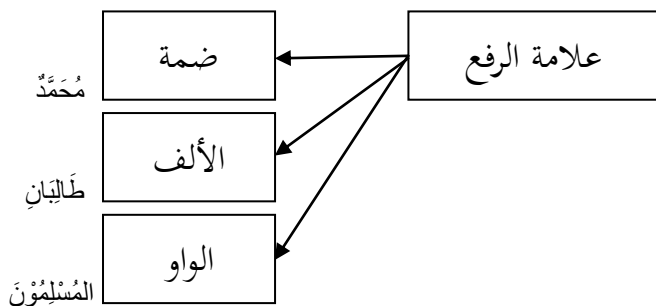 علامة الرفع
ضمة
مُحَمَّدٌ
الألف
طَالِبَانِ
الواو
المُسْلِمُوْنَ